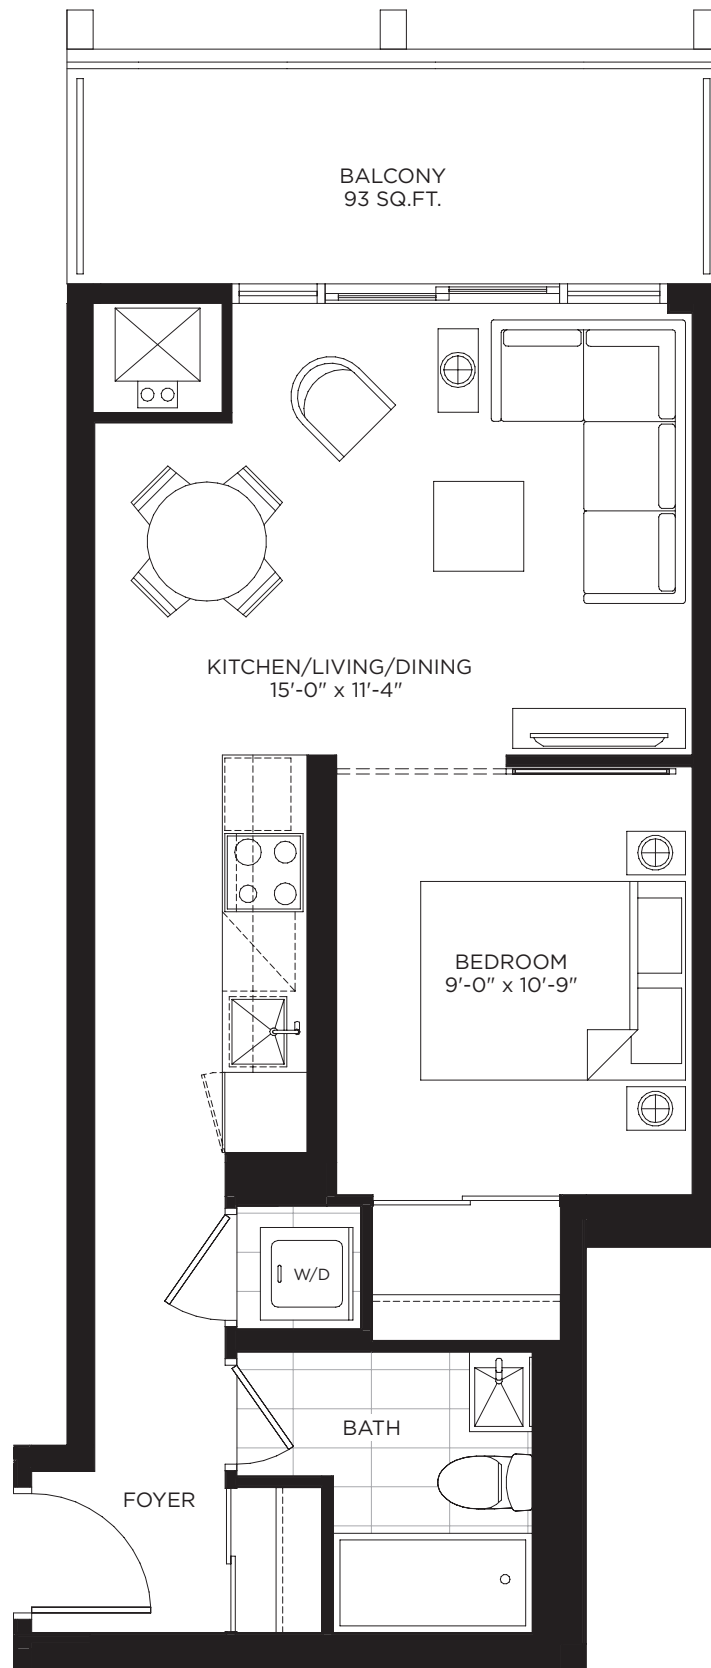 BALCONY
93 SQ.FT.
KITCHEN/LIVING/DINING
15'-0" x 11'-4"
BEDROOM
9'-0" x 10'-9"
W/D
BATH
FOYER